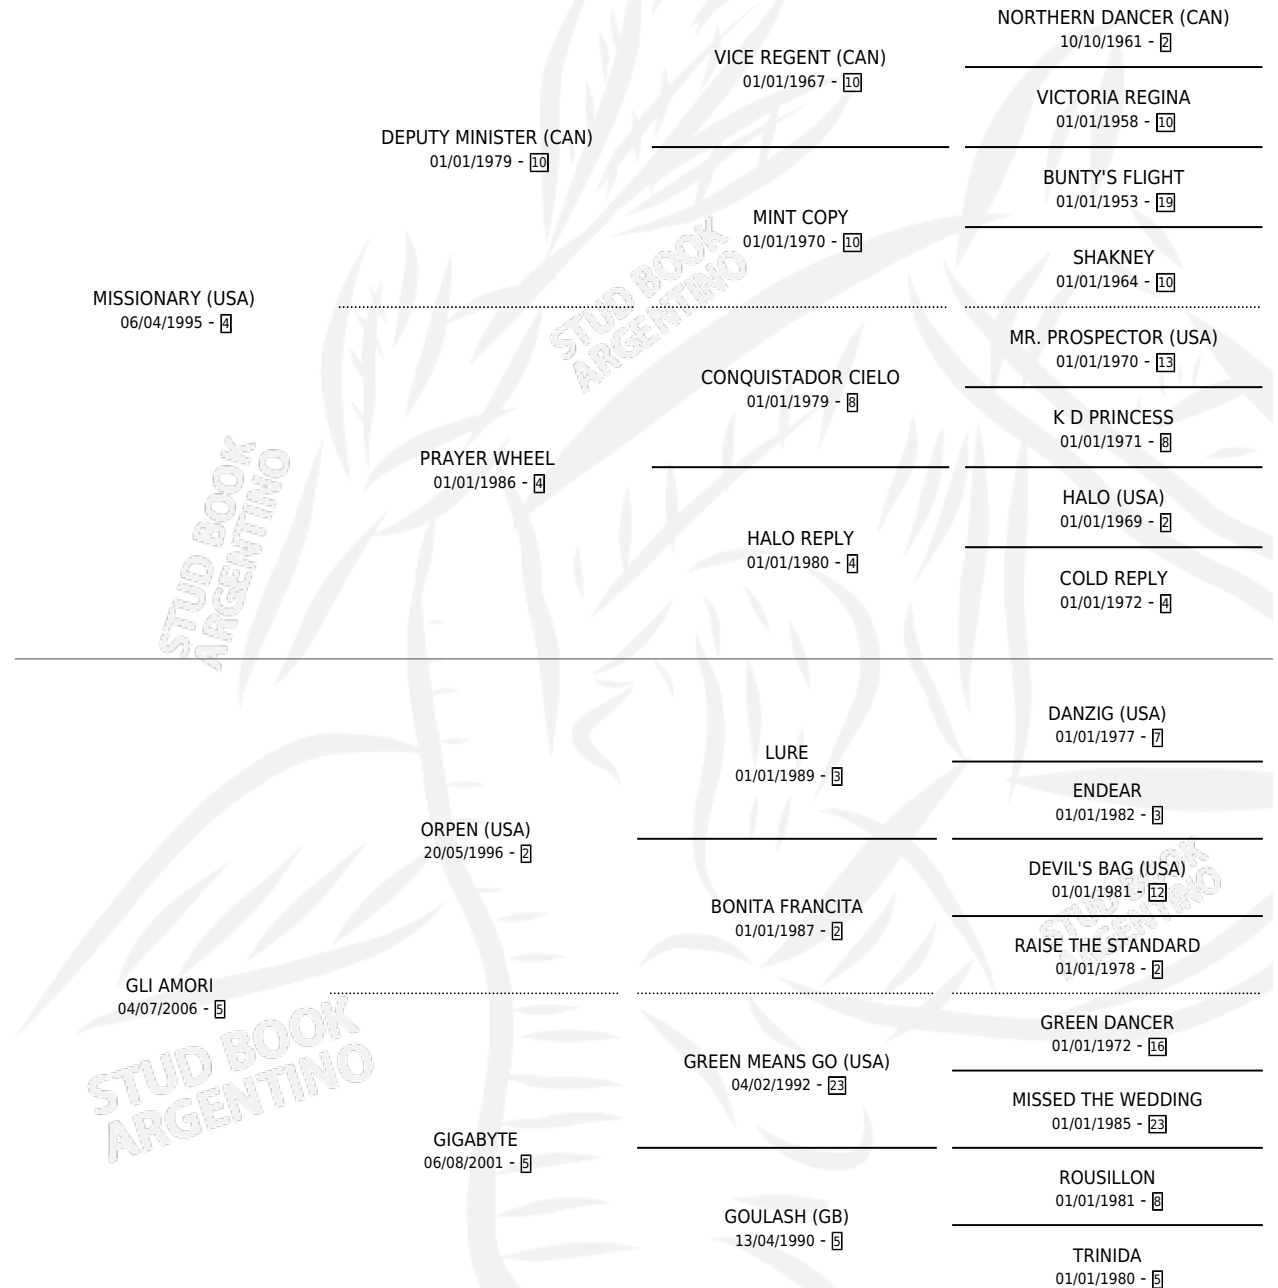 NORTHERN DANCER (CAN)
10/10/1961 - 2
VICE REGENT (CAN)
01/01/1967 - 10
VICTORIA REGINA
01/01/1958 - 10
DEPUTY MINISTER (CAN)
01/01/1979 - 10
BUNTY'S FLIGHT
01/01/1953 - 19
MINT COPY
01/01/1970 - 10
SHAKNEY
01/01/1964 - 10
MISSIONARY (USA)
06/04/1995 - 4
MR. PROSPECTOR (USA)
01/01/1970 - 13
CONQUISTADOR CIELO
01/01/1979 - 8
K D PRINCESS
01/01/1971 - 8
PRAYER WHEEL
01/01/1986 - 4
HALO (USA)
01/01/1969 - 2
HALO REPLY
01/01/1980 - 4
COLD REPLY
01/01/1972 - 4
DANZIG (USA)
01/01/1977 - 7
LURE
01/01/1989 - 3
ENDEAR
01/01/1982 - 3
ORPEN (USA)
20/05/1996 - 2
DEVIL'S BAG (USA)
01/01/1981 - 12
BONITA FRANCITA
01/01/1987 - 2
RAISE THE STANDARD
01/01/1978 - 2
GLI AMORI
04/07/2006 - 5
GREEN DANCER
01/01/1972 - 16
GREEN MEANS GO (USA)
04/02/1992 - 23
MISSED THE WEDDING
01/01/1985 - 23
GIGABYTE
06/08/2001 - 5
ROUSILLON
01/01/1981 - 8
GOULASH (GB)
13/04/1990 - 5
TRINIDA
01/01/1980 - 5
STUD BOOK
ARGENTINO
STUD BOOK
ARGENTINO
STUD BOOK
ARGENTINO
STUD BOOK
ARGENTINO